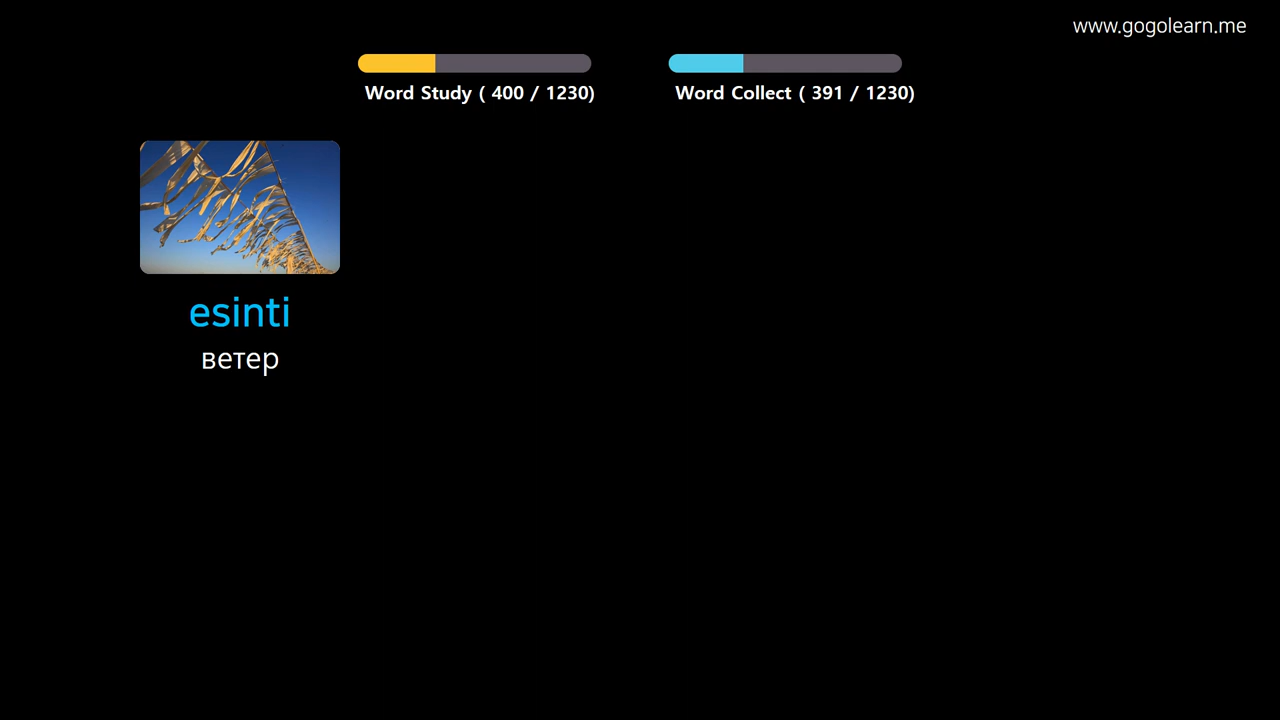 www.gogolearn.me
Word Study ( 400 / 1230)
Word Collect ( 391 / 1230)
esinti
ветер